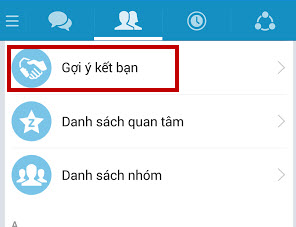 Gợi ý kết bạn
Danh sách quan tâm
Danh sách nhóm
A